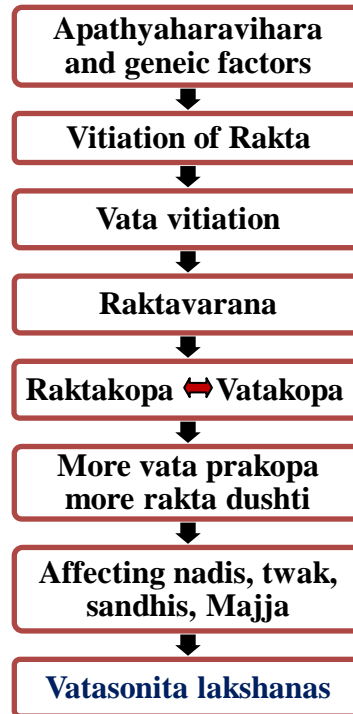 Apathyaharavihara
and geneic factors
Vitiation of Rakta
Vata vitiation
Raktavarana
Raktakopa Vatakopa
More vata prakopa
more rakta dushti
Affecting nadis, twak,
sandhis, Majja
Vatasonita lakshanas